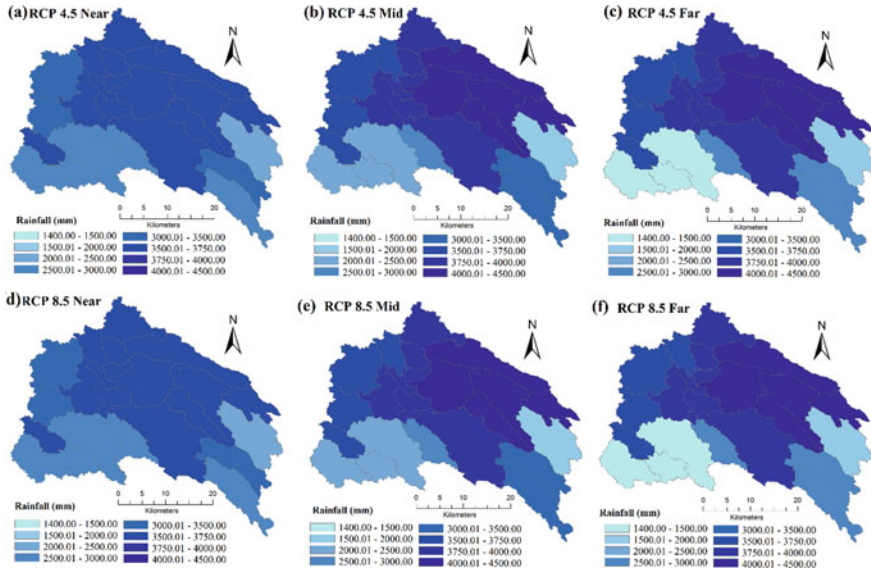 (a) RCP 4.5 Near
N
0 10 20
Kilometers
Rainfall (mm)
1400.00 - 1500.00 3000.01 - 3500.00
1500.01 - 2000.00 3500.01 - 3750.00
2000.01 - 2500.00 3750.01 - 4000.00
2500.01 - 3000.00 4000.01 - 4500.00
(b) RCP 4.5 Mid
N
0 10 20
Kilometers
Rainfall (mm)
1400.00 - 1500.00 3000.01 - 3500.00
1500.01 - 2000.00 3500.01 - 3750.00
2000.01 - 2500.00 3750.01 - 4000.00
2500.01 - 3000.00 4000.01 - 4500.00
(c) RCP 4.5 Far
N
0 10 20
Kilometers
Rainfall (mm)
1400.00 - 1500.00 3000.01 - 3500.00
1500.01 - 2000.00 3500.01 - 3750.00
2000.01 - 2500.00 3750.01 - 4000.00
2500.01 - 3000.00 4000.01 - 4500.00
d) RCP 8.5 Near
N
0 10 20
Kilometers
Rainfall (mm)
1400.00 - 1500.00 3000.01 - 3500.00
1500.01 - 2000.00 3500.01 - 3750.00
2000.01 - 2500.00 3750.01 - 4000.00
2500.01 - 3000.00 4000.01 - 4500.00
(e) RCP 8.5 Mid
N
0 10 20
Kilometers
Rainfall (mm)
1400.00 - 1500.00 3000.01 - 3500.00
1500.01 - 2000.00 3500.01 - 3750.00
2000.01 - 2500.00 3750.01 - 4000.00
2500.01 - 3000.00 4000.01 - 4500.00
(f) RCP 8.5 Far
N
0 10 20
Kilometers
Rainfall (mm)
1400.00 - 1500.00 3000.01 - 3500.00
1500.01 - 2000.00 3500.01 - 3750.00
2000.01 - 2500.00 3750.01 - 4000.00
2500.01 - 3000.00 4000.01 - 4500.00